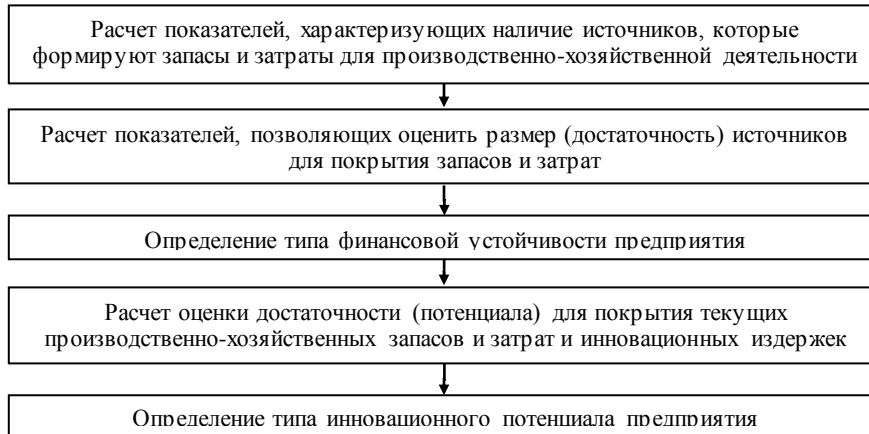 Расчет показателей, характеризующих наличие источников, которые
формируют запасы и затраты для производственно-хозяйственной деятельности
Расчет показателей, позволяющих оценить размер (достаточность) источников
для покрытия запасов и затрат
Определение типа финансовой устойчивости предприятия
Расчет оценки достаточности (потенциала) для покрытия текущих
производственно-хозяйственных запасов и затрат и инновационных издержек
Определение типа инновационного потенциала предприятия